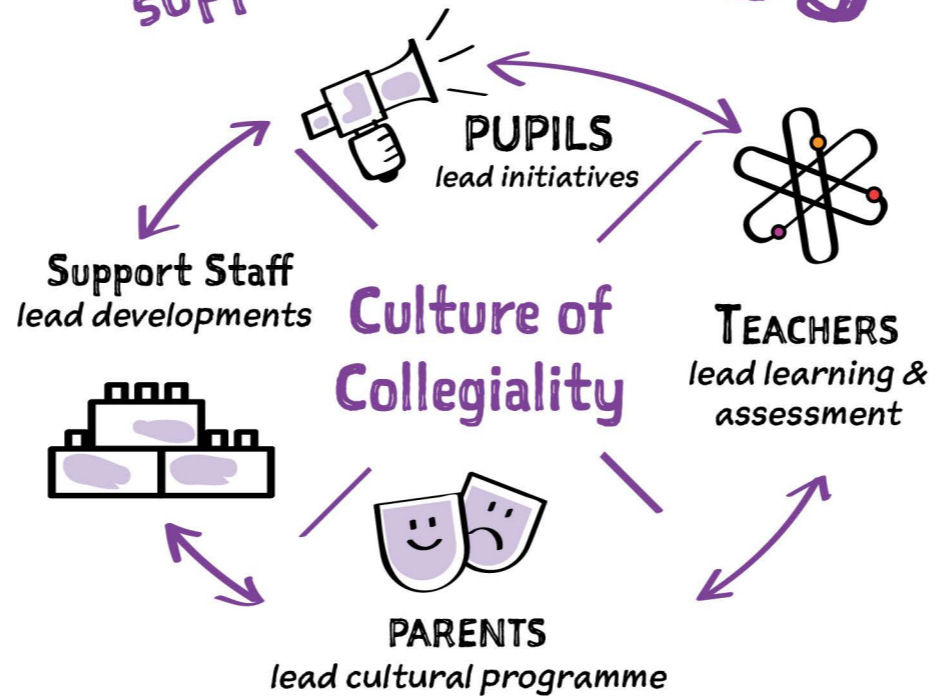 PUPILS
lead initiatives
Support Staff
lead developments
Culture of
Collegiality
TEACHERS
lead learning &
assessment
PARENTS
lead cultural programme